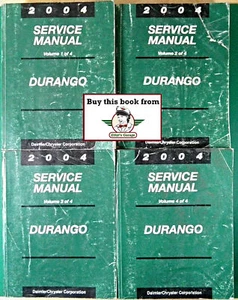 2004
SERVICE
MANUAL
Volume 1 of 4
DURANGO
2004
SERVICE
MANUAL
Volume 2 of 4
DURANGO
Buy this book from
DaimlerChrysler Corporation
DaimlerChrysler Corporation
2004
SERVICE
MANUAL
Volume 3 of 4
DURANGO
DaimlerChrysler Corporation
2004
SERVICE
MANUAL
Volume 4 of 4
DURANGO
DaimlerChrysler Corporation